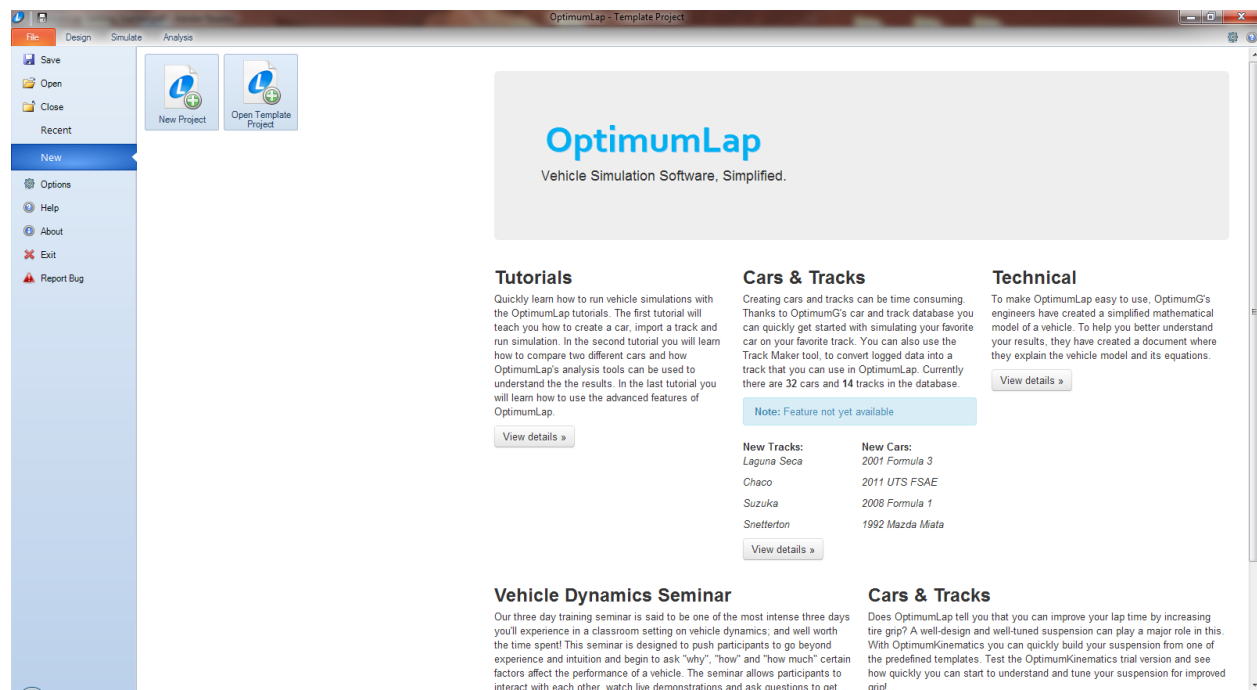 OptimumLap - Template Project
File Design Simulate Analysis
Save
Open
Close
Recent
New
Options
Help
About
Exit
Report Bug
New Project
Open Template
Project
OptimumLap
Vehicle Simulation Software, Simplified.
Tutorials
Quickly learn how to run vehicle simulations with
the OptimumLap tutorials. The first tutorial will
teach you how to create a car, import a track and
run simulation. In the second tutorial you will learn
how to compare two different cars and how
OptimumLap's analysis tools can be used to
understand the the results. In the last tutorial you
will learn how to use the advanced features of
OptimumLap.
View details »
Cars & Tracks
Creating cars and tracks can be time consuming.
Thanks to OptimumG's car and track database you
can quickly get started with simulating your favorite
car on your favorite track. You can also use the
Track Maker tool, to convert logged data into a
track that you can use in OptimumLap. Currently
there are 32 cars and 14 tracks in the database.
Note: Feature not yet available
New Tracks: New Cars:
Laguna Seca 2001 Formula 3
Chaco 2011 UTS FSAE
Suzuka 2008 Formula 1
Snetterton 1992 Mazda Miata
View details »
Technical
To make OptimumLap easy to use, OptimumG's
engineers have created a simplified mathematical
model of a vehicle. To help you better understand
your results, they have created a document where
they explain the vehicle model and its equations.
View details »
Vehicle Dynamics Seminar
Our three day training seminar is said to be one of the most intense three days
you'll experience in a classroom setting on vehicle dynamics; and well worth
the time spent! This seminar is designed to push participants to go beyond
experience and intuition and begin to ask "why", "how" and "how much" certain
factors affect the performance of a vehicle. The seminar allows participants to
interact with each other, watch live demonstrations and ask questions to get
Cars & Tracks
Does OptimumLap tell you that you can improve your lap time by increasing
tire grip? A well-design and well-tuned suspension can play a major role in this.
With OptimumKinematics you can quickly build your suspension from one of
the predefined templates. Test the OptimumKinematics trial version and see
how quickly you can start to understand and tune your suspension for improved
grip!